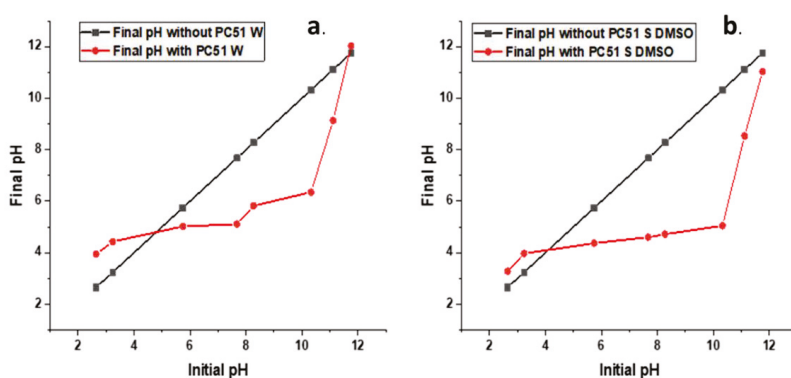 Final pH without PC51 W
Final pH with PC51 W
a.
12
10
8
6
4
2
Final pH
2
4
6
8
10
12
Initial pH
Final pH without PC51 S DMSO
Final pH with PC51 S DMSO
b.
12
10
8
6
4
2
Final pH
2
4
6
8
10
12
Initial pH